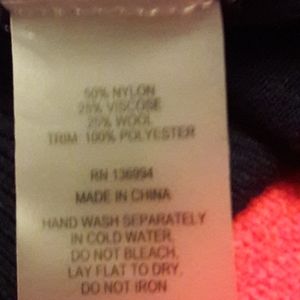 50% NYLON
25% VISCOSE
25% WOOL
TRIM: 100% POLYESTER
RN 136994
MADE IN CHINA
HAND WASH SEPARATELY
IN COLD WATER,
DO NOT BLEACH,
LAY FLAT TO DRY,
DO NOT IRON